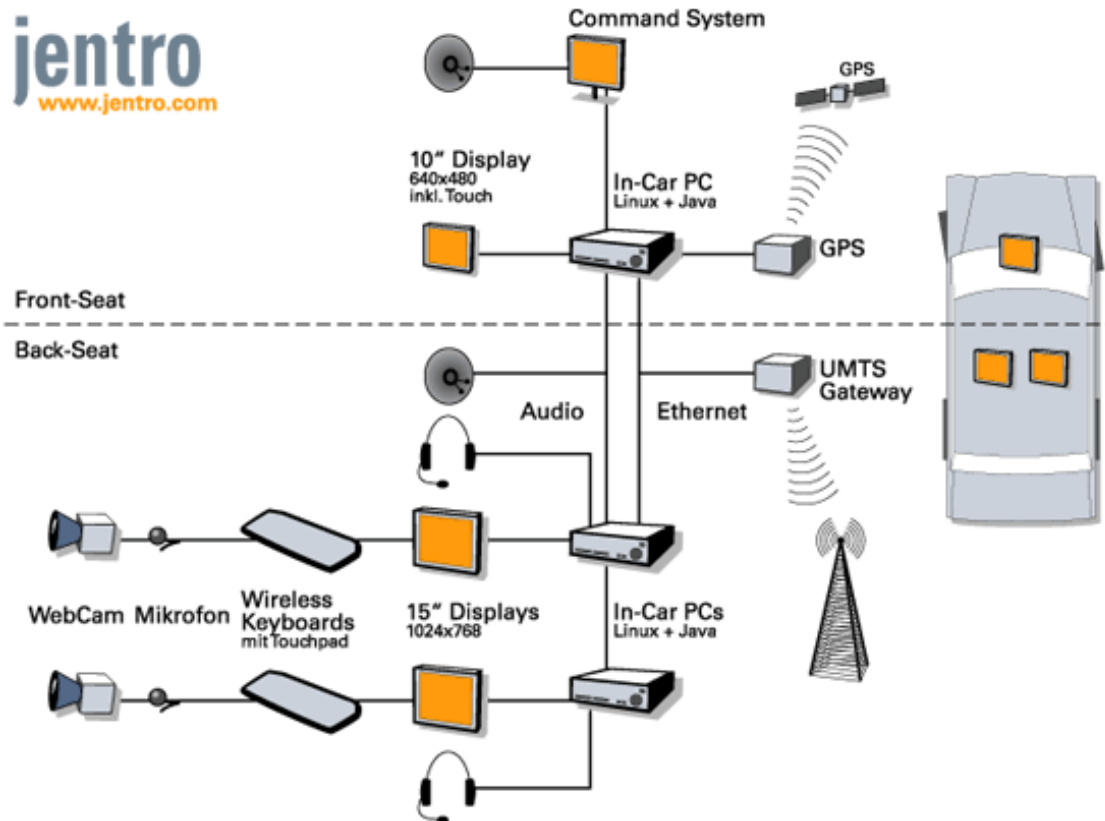 jentro
www.jentro.com
Command System
GPS
10“ Display
640x480
inkl. Touch
In-Car PC
Linux + Java
GPS
Front-Seat
Back-Seat
UMTS
Gateway
Audio
Ethernet
WebCam
Mikrofon
Wireless
Keyboards
mit Touchpad
15“ Displays
1024x768
In-Car PCs
Linux + Java